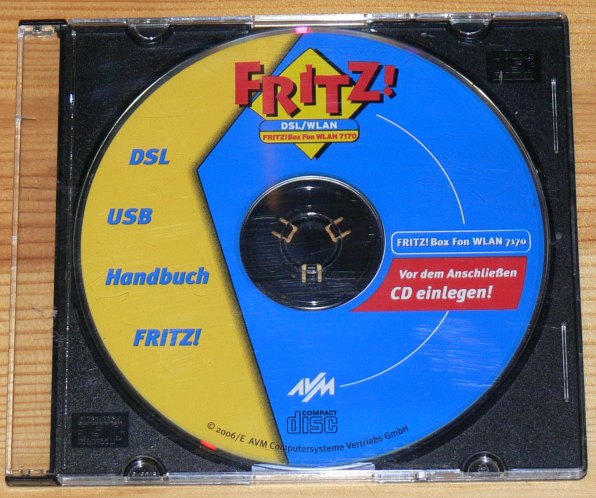 FRITZ!
DSL/WLAN
FRITZ!Box Fon WLAN 7170
DSL
USB
Handbuch
FRITZ!
FRITZ! Box Fon WLAN 7170
Vor dem Anschließen
CD einlegen!
AVM
COMPACT
disc
© 2006/E AVM Computersysteme Vertriebs GmbH